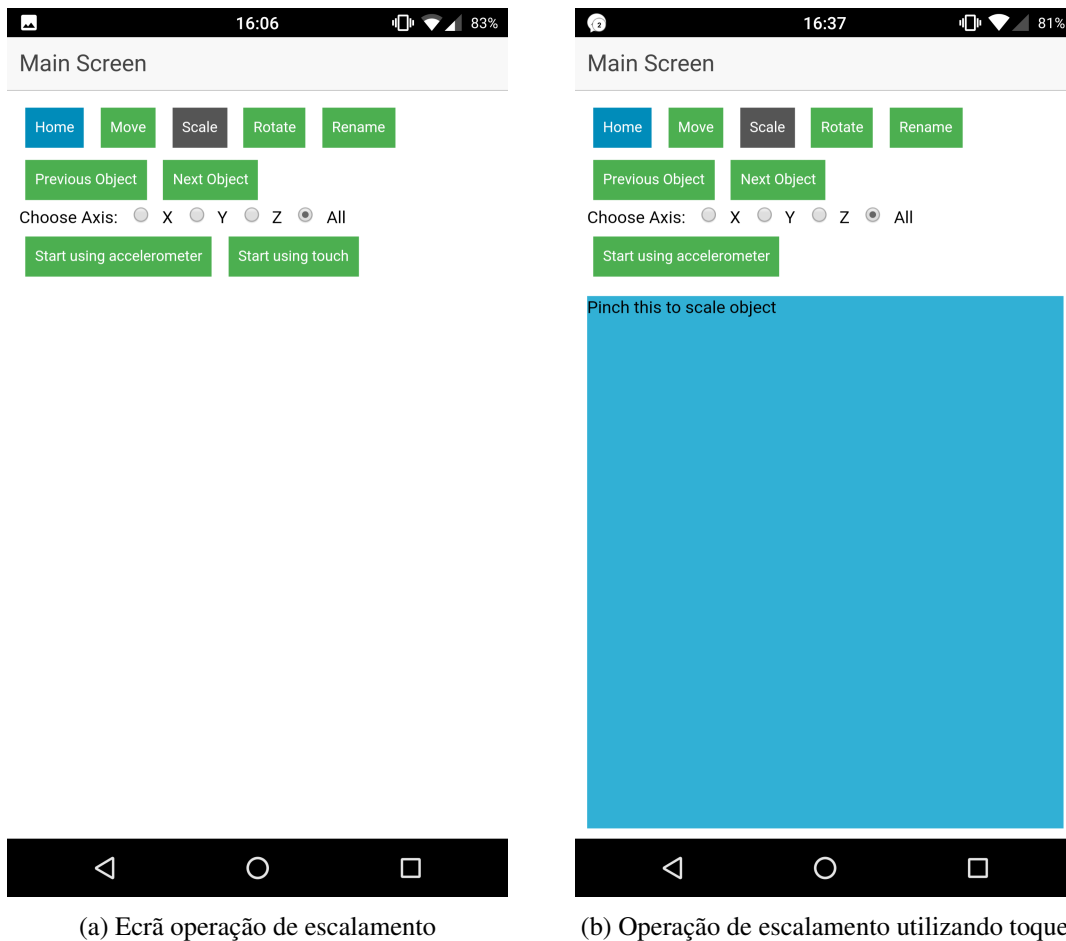 16:06 83%
Main Screen
Home Move Scale Rotate Rename
Previous Object Next Object
Choose Axis: X Y Z All
Start using accelerometer Start using touch
(a) Ecrã operação de escalamento
2 16:37 81%
Main Screen
Home Move Scale Rotate Rename
Previous Object Next Object
Choose Axis: X Y Z All
Start using accelerometer
Pinch this to scale object
(b) Operação de escalamento utilizando toque